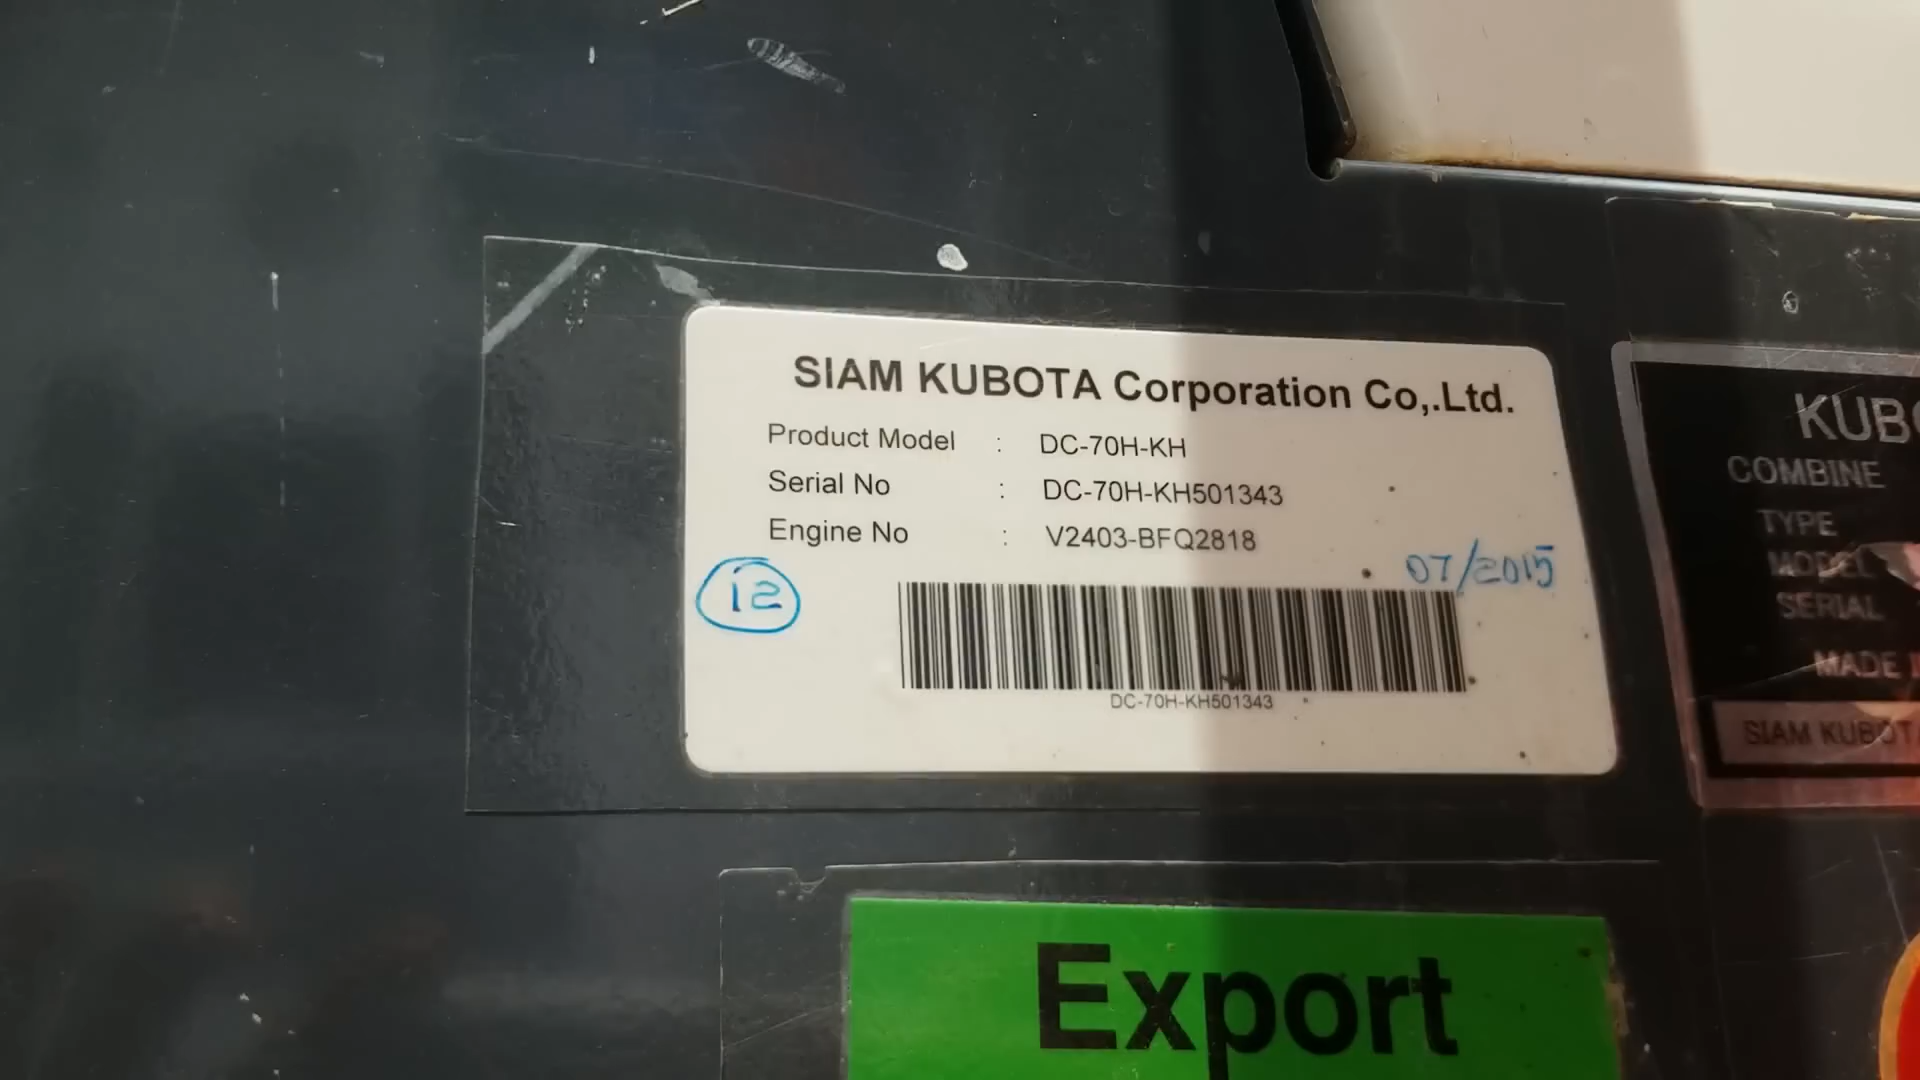 SIAM KUBOTA Corporation Co,.Ltd.
Product Model : DC-70H-KH
Serial No : DC-70H-KH501343
Engine No : V2403-BFQ2818
12
07/2015
DC-70H-KH501343
Export
KUBO
COMBINE
TYPE
MODEL
SERIAL
MADE I
SIAM KUBOTA